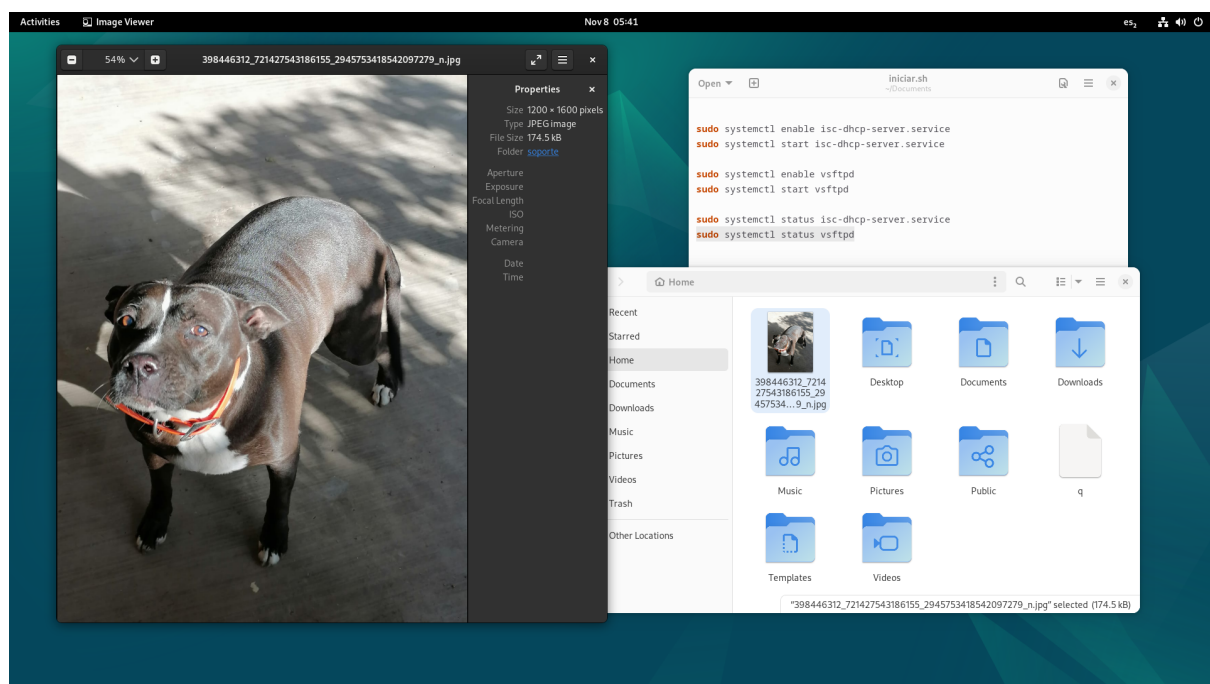 Activities Image Viewer Nov 8 05:41 es₂
54% 398446312_721427543186155_2945753418542097279_n.jpg
Properties
Size 1200 × 1600 pixels
Type JPEG image
File Size 174.5 kB
Folder soporte
Aperture
Exposure
Focal Length
ISO
Metering
Camera
Date
Time
Open iniciar.sh
~/Documents
sudo systemctl enable isc-dhcp-server.service
sudo systemctl start isc-dhcp-server.service
sudo systemctl enable vsftpd
sudo systemctl start vsftpd
sudo systemctl status isc-dhcp-server.service
sudo systemctl status vsftpd
Home
Recent
Starred
Home
Documents
Downloads
Music
Pictures
Videos
Trash
Other Locations
398446312_7214
27543186155_29
457534...9_n.jpg
Desktop
Documents
Downloads
Music
Pictures
Public
q
Templates
Videos
"398446312_721427543186155_2945753418542097279_n.jpg" selected (174.5 kB)